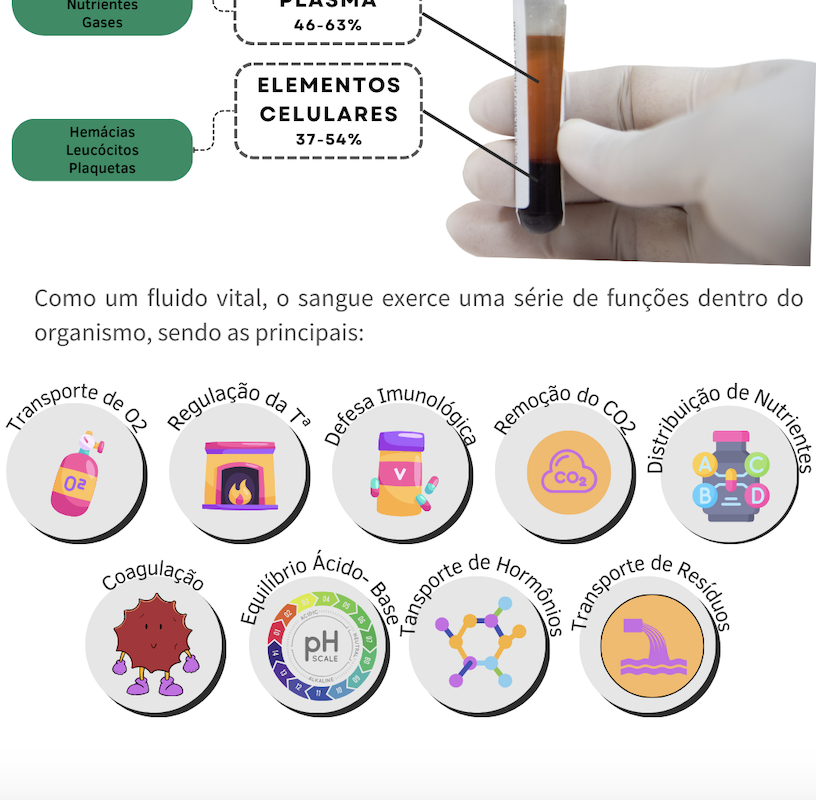 Nutrientes
Gases
PLASMA
46-63%
ELEMENTOS
CELULARES
37-54%
Hemácias
Leucócitos
Plaquetas
Como um fluido vital, o sangue exerce uma série de funções dentro do
organismo, sendo as principais:
Transporte de O2
O2
Regulação da Tª
Defesa Imunológica
V
Remoção do CO2
CO2
Distribuição de Nutrientes
A
C
B
D
Coagulação
Equilíbrio Ácido- Base
01
02
03
04
05
06
07
08
09
10
11
12
13
14
ACIDIC
NEUTRAL
ALKALINE
pH
SCALE
Tansporte de Hormônios
Transporte de Resíduos